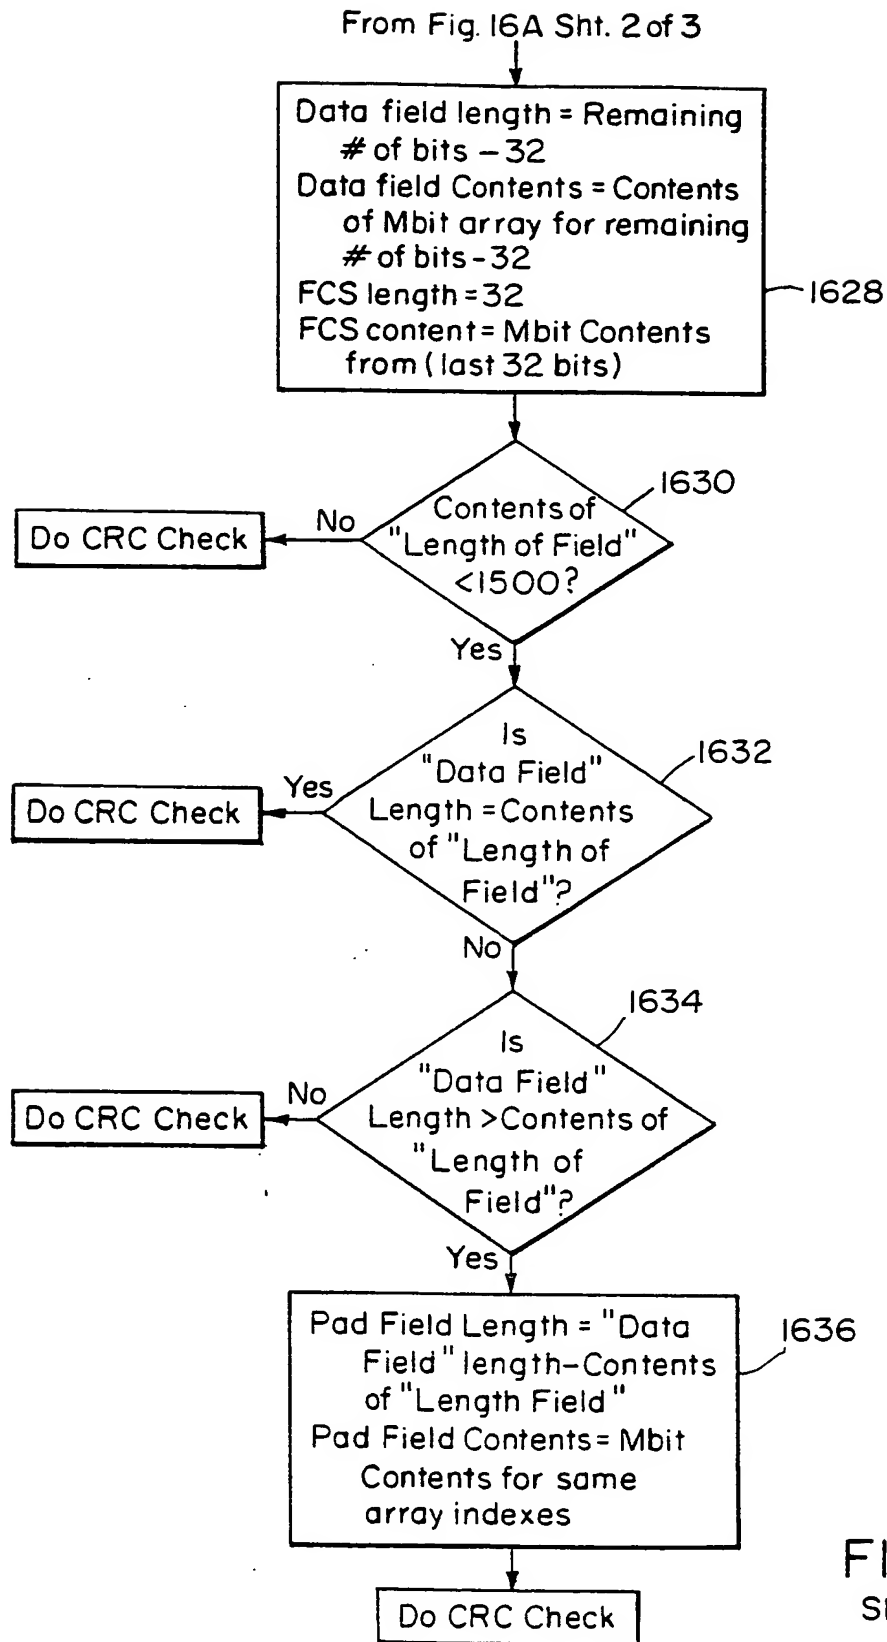 From Fig. 16A Sht. 2 of 3
Data field length = Remaining
# of bits - 32
Data field Contents = Contents
of Mbit array for remaining
# of bits - 32
FCS length = 32
FCS content = Mbit Contents
from (last 32 bits)
1628
Contents of
"Length of Field"
<1500?
1630
No
Do CRC Check
Yes
Is
"Data Field"
Length = Contents
of "Length of
Field"?
1632
Yes
Do CRC Check
No
Is
"Data Field"
Length > Contents of
"Length of
Field"?
1634
No
Do CRC Check
Yes
Pad Field Length = "Data
Field" length - Contents
of "Length Field"
Pad Field Contents = Mbit
Contents for same
array indexes
1636
Do CRC Check